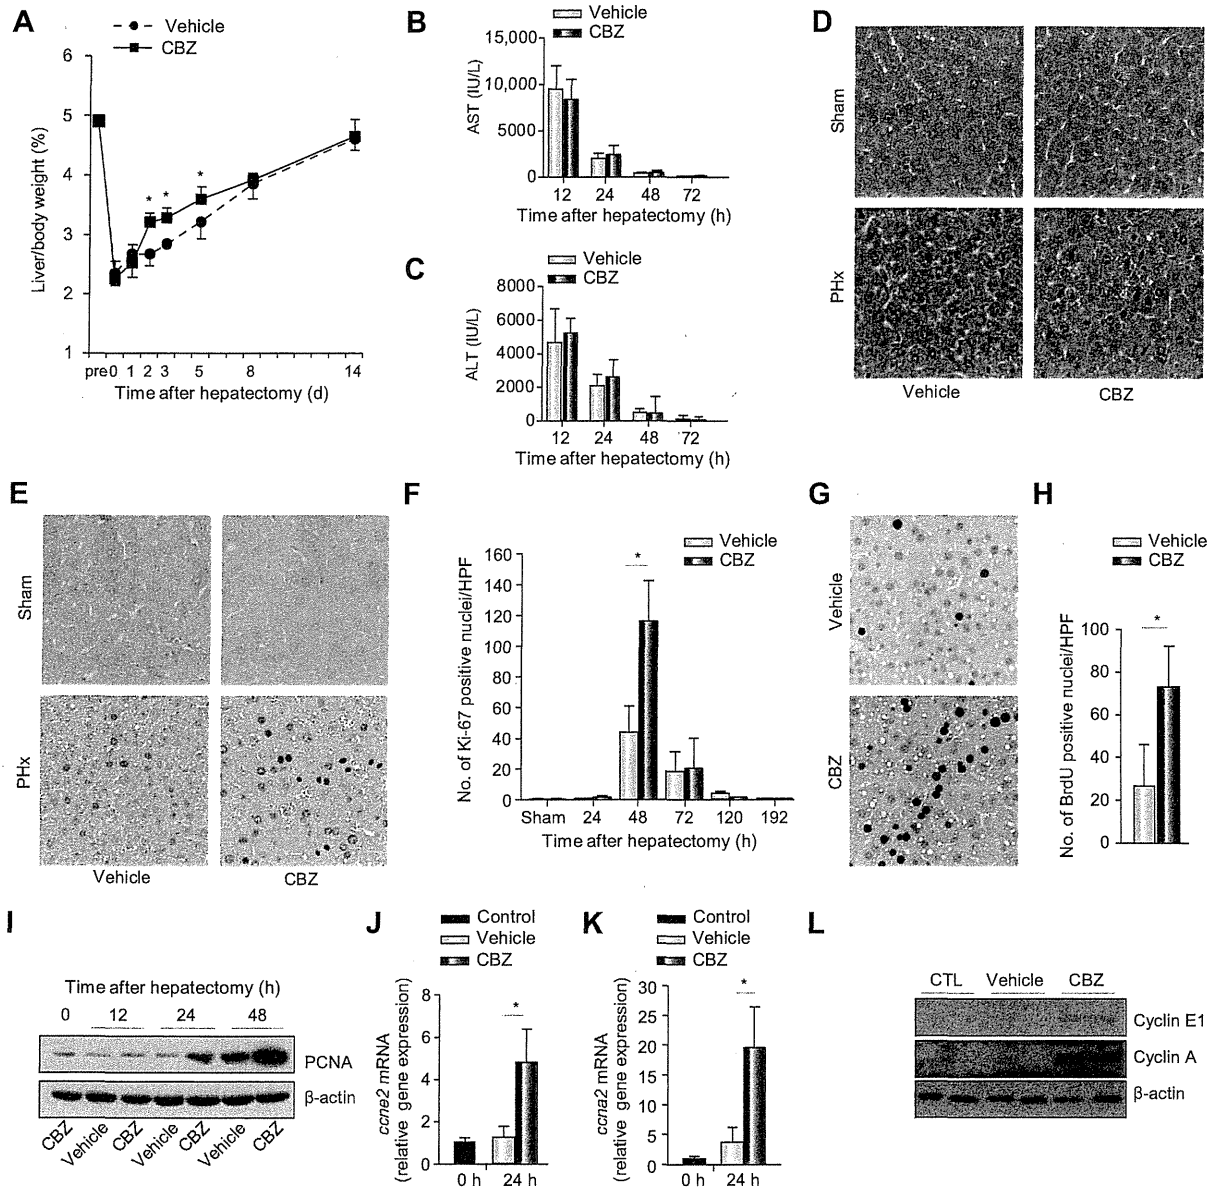 A
Vehicle
CBZ
6
5
4
3
2
1
* * *
Liver/body weight (%)
pre 0 1 2 3 5 8 14
Time after hepatectomy (d)
B
Vehicle
CBZ
15,000
10,000
5000
0
AST (IU/L)
12 24 48 72
Time after hepatectomy (h)
C
Vehicle
CBZ
8000
6000
4000
2000
0
ALT (IU/L)
12 24 48 72
Time after hepatectomy (h)
D
Sham
PHx
Vehicle CBZ
E
Sham
PHx
Vehicle CBZ
F
Vehicle
CBZ
160
140
120
100
80
60
40
20
0
*
No. of Ki-67 positive nuclei/HPF
Sham 24 48 72 120 192
Time after hepatectomy (h)
G
Vehicle
CBZ
H
Vehicle
CBZ
100
80
60
40
20
0
*
No. of BrdU positive nuclei/HPF
I
Time after hepatectomy (h)
0 12 24 48
PCNA
β-actin
CBZ Vehicle CBZ Vehicle CBZ Vehicle CBZ
J
Control
Vehicle
CBZ
8
6
4
2
0
*
ccne2 mRNA
(relative gene expression)
0 h 24 h
K
Control
Vehicle
CBZ
30
25
20
15
10
5
0
*
ccna2 mRNA
(relative gene expression)
0 h 24 h
L
CTL Vehicle CBZ
Cyclin E1
Cyclin A
β-actin